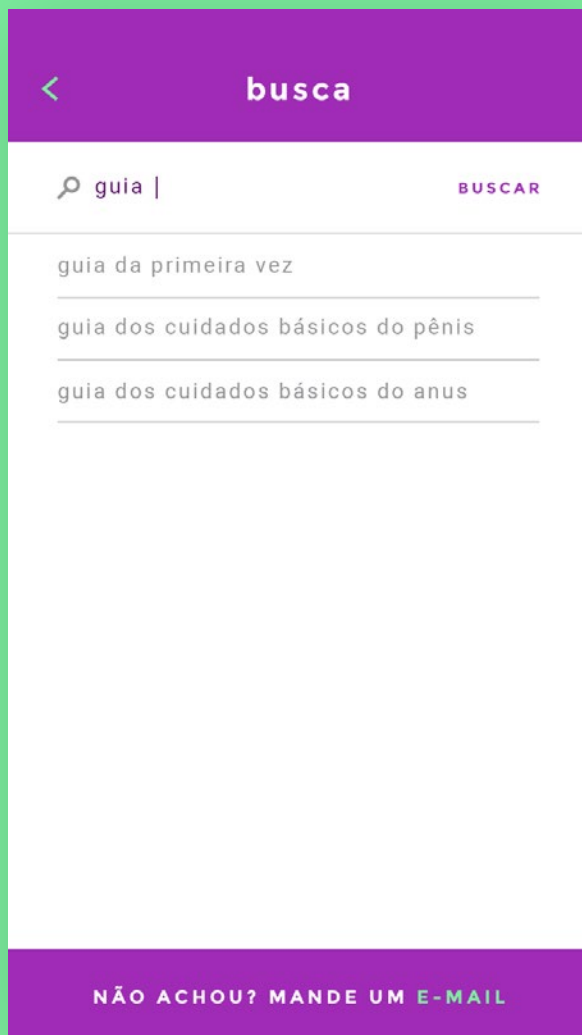 busca
guia
BUSCAR
guia da primeira vez
guia dos cuidados básicos do pênis
guia dos cuidados básicos do anus
NÃO ACHOU? MANDE UM E-MAIL